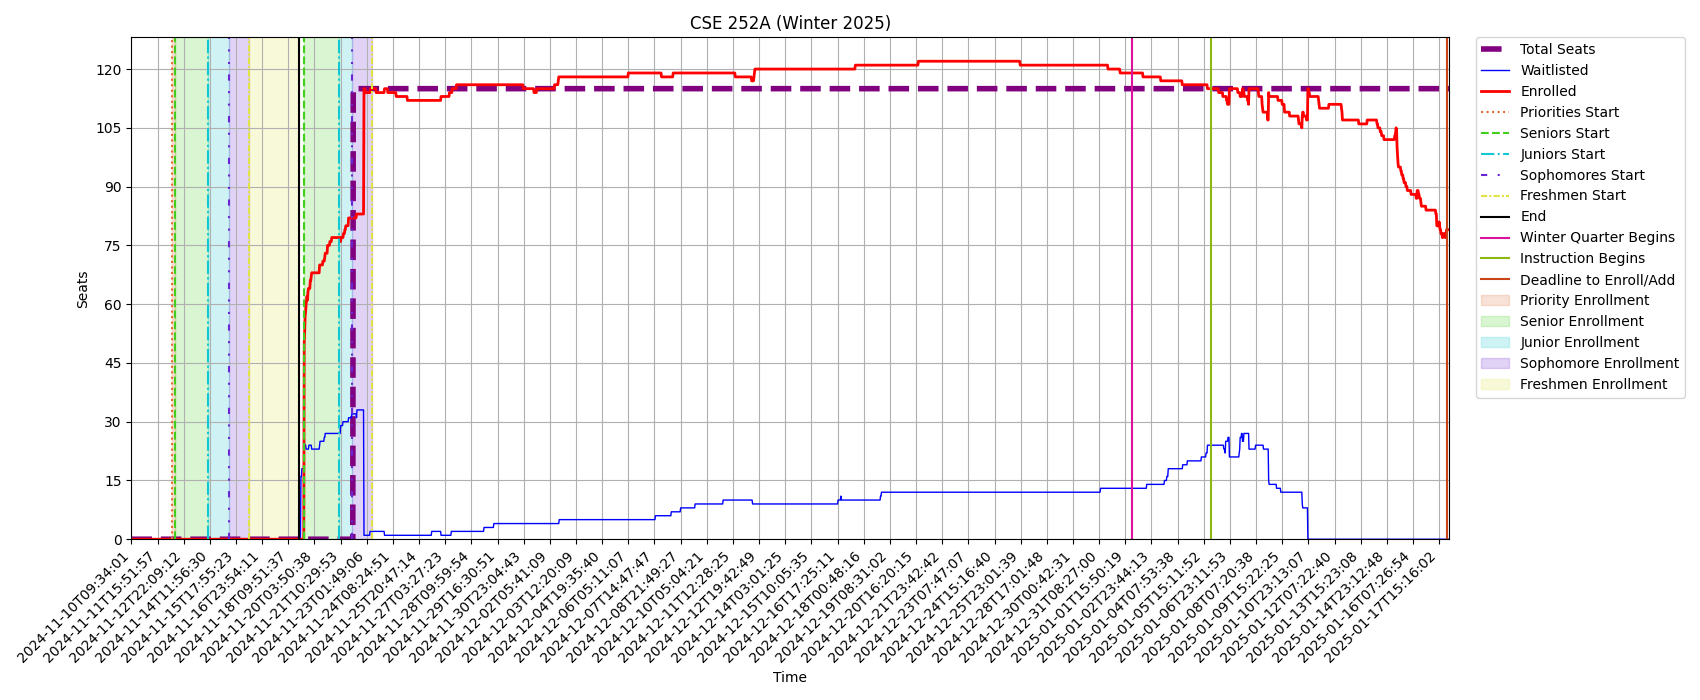 CSE 252A (Winter 2025)
Seats
120
105
90
75
60
45
30
15
0
2024-11-10T09:34:01
2024-11-11T15:51:57
2024-11-12T22:09:12
2024-11-14T11:56:30
2024-11-15T17:55:23
2024-11-16T23:54:11
2024-11-18T09:51:37
2024-11-20T03:50:38
2024-11-21T10:29:53
2024-11-23T01:49:06
2024-11-24T08:24:51
2024-11-25T20:47:14
2024-11-27T03:27:23
2024-11-28T09:59:54
2024-11-29T16:30:51
2024-11-30T23:04:43
2024-12-02T05:41:09
2024-12-03T12:20:09
2024-12-04T19:35:40
2024-12-06T05:11:07
2024-12-07T14:47:47
2024-12-08T21:49:27
2024-12-10T05:04:21
2024-12-11T12:28:25
2024-12-12T19:42:49
2024-12-14T03:01:25
2024-12-15T10:05:35
2024-12-16T17:25:11
2024-12-18T00:48:16
2024-12-19T08:31:02
2024-12-20T16:20:15
2024-12-21T23:42:42
2024-12-23T07:47:07
2024-12-24T15:16:40
2024-12-25T23:01:39
2024-12-28T17:01:48
2024-12-30T00:42:31
2024-12-31T08:27:00
2025-01-01T15:50:19
2025-01-02T23:44:13
2025-01-04T07:53:38
2025-01-05T15:11:52
2025-01-06T23:11:53
2025-01-08T07:20:38
2025-01-09T15:22:25
2025-01-10T23:13:07
2025-01-12T07:22:40
2025-01-13T15:23:08
2025-01-14T23:12:48
2025-01-16T07:26:54
2025-01-17T15:16:02
Time
Total Seats
Waitlisted
Enrolled
Priorities Start
Seniors Start
Juniors Start
Sophomores Start
Freshmen Start
End
Winter Quarter Begins
Instruction Begins
Deadline to Enroll/Add
Priority Enrollment
Senior Enrollment
Junior Enrollment
Sophomore Enrollment
Freshmen Enrollment